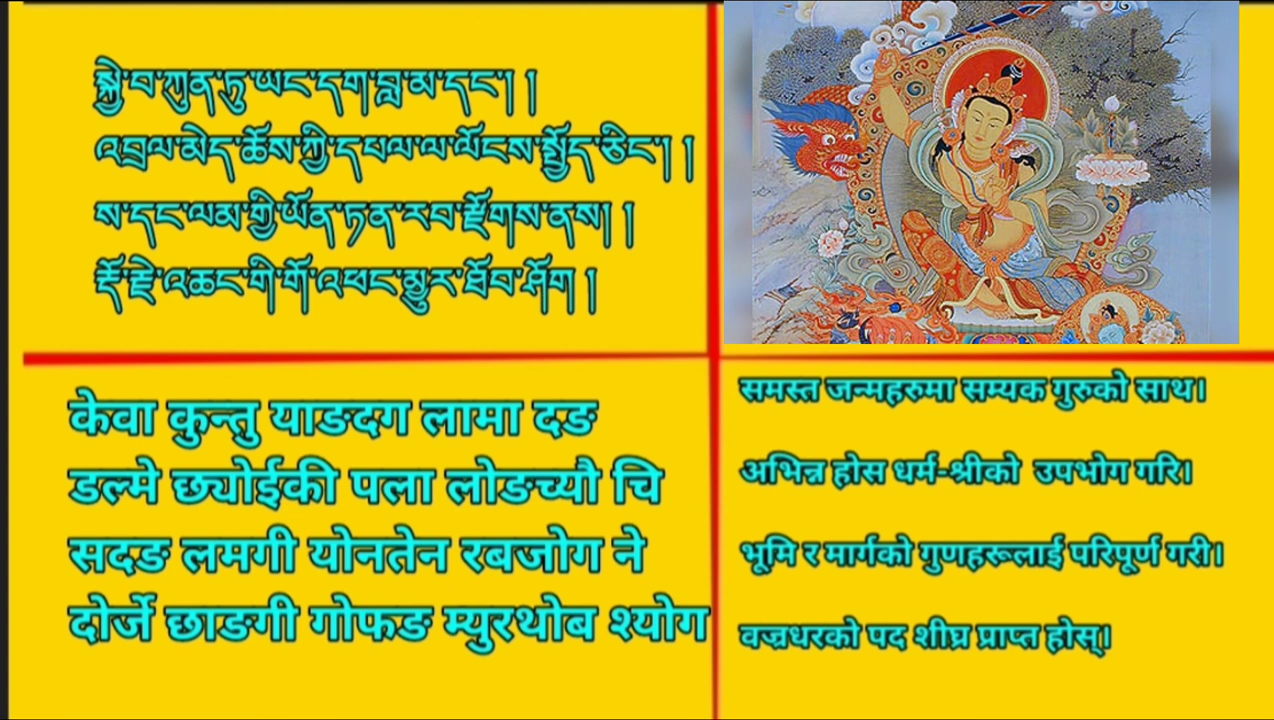 སྐྱེ་བ་ཀུན་ཏུ་ཡང་དག་བླ་མ་དང་། །
འབྲལ་མེད་ཆོས་ཀྱི་དཔལ་ལ་ལོངས་སྤྱོད་ཅིང་། །
ས་དང་ལམ་གྱི་ཡོན་ཏན་རབ་རྫོགས་ནས། །
རྡོ་རྗེ་འཆང་གི་གོ་འཕང་མྱུར་ཐོབ་ཤོག །
केवा कुन्तु याङदग लामा दङ
डल्मे छ्योईकी पला लोङच्यौ चि
सदङ लमगी योनतेन रबजोग ने
दोर्जे छाङगी गोफङ म्युरथोब श्योग
समस्त जन्महरुमा सम्यक गुरुको साथ।
अभिन्न होस धर्म-श्रीको उपभोग गरि।
भूमि र मार्गको गुणहरूलाई परिपूर्ण गरी।
वज्रधरको पद शीघ्र प्राप्त होस्।